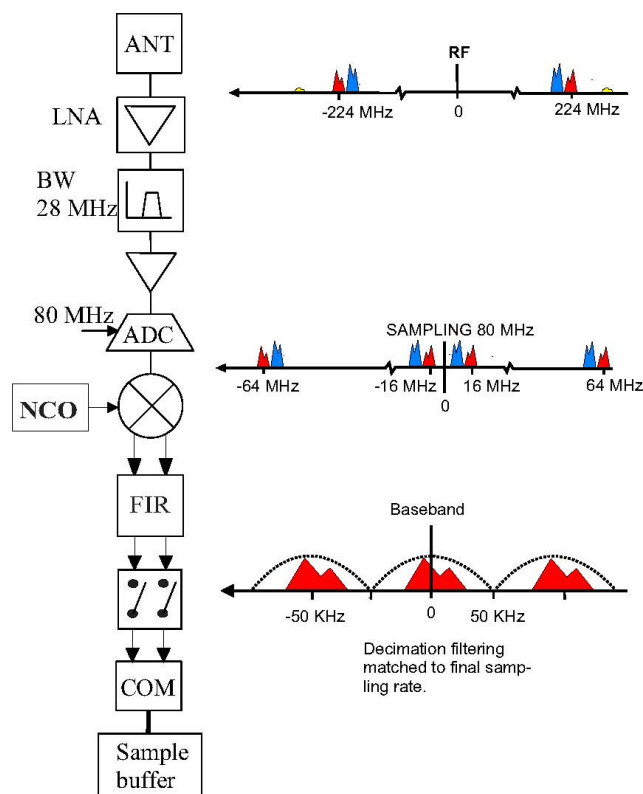 ANT
RF
-224 MHz
0
224 MHz
LNA
BW
28 MHz
80 MHz
ADC
SAMPLING 80 MHz
-64 MHz
-16 MHz
16 MHz
64 MHz
0
NCO
FIR
Baseband
-50 KHz
0
50 KHz
Decimation filtering
matched to final samp-
ling rate.
COM
Sample
buffer